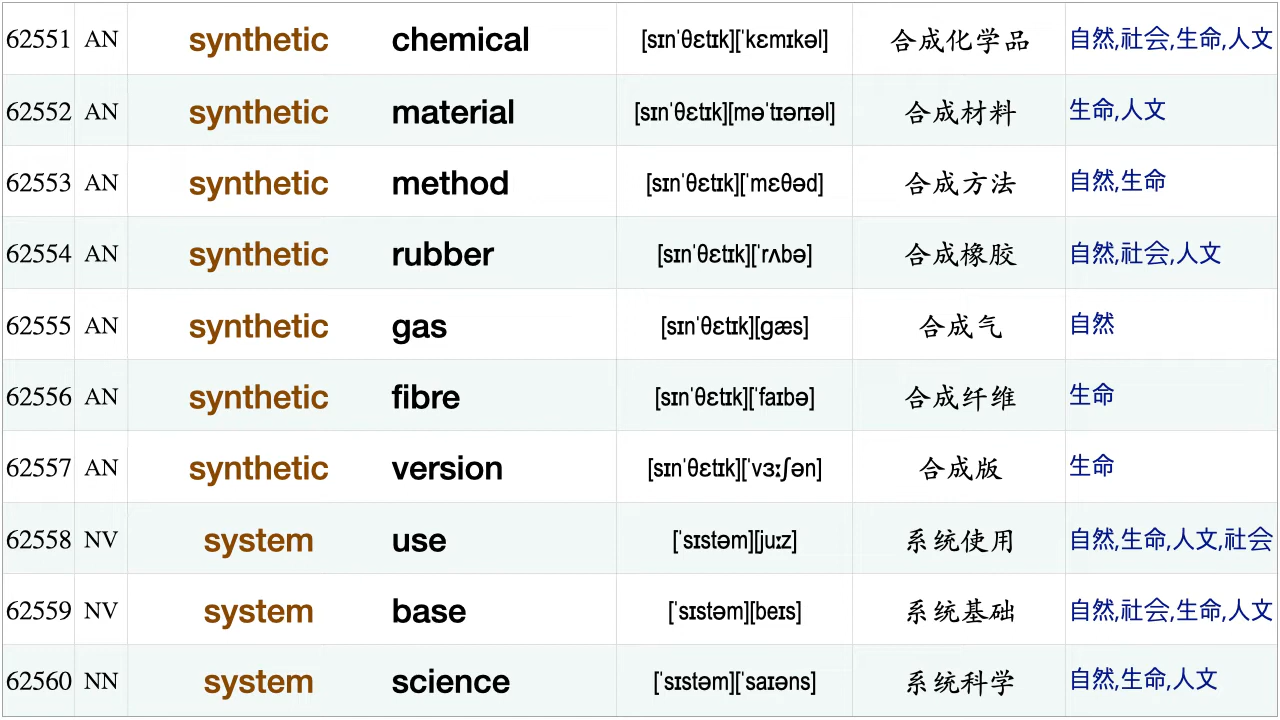 62551 AN synthetic chemical [sɪnˈθɛtɪk][ˈkɛmɪkəl] 合成化学品 自然,社会,生命,人文
62552 AN synthetic material [sɪnˈθɛtɪk][məˈtɪərɪəl] 合成材料 生命,人文
62553 AN synthetic method [sɪnˈθɛtɪk][ˈmɛθəd] 合成方法 自然,生命
62554 AN synthetic rubber [sɪnˈθɛtɪk][ˈrʌbə] 合成橡胶 自然,社会,人文
62555 AN synthetic gas [sɪnˈθɛtɪk][gæs] 合成气 自然
62556 AN synthetic fibre [sɪnˈθɛtɪk][ˈfaɪbə] 合成纤维 生命
62557 AN synthetic version [sɪnˈθɛtɪk][ˈvɜːʃən] 合成版 生命
62558 NV system use [ˈsɪstəm][juːz] 系统使用 自然,生命,人文,社会
62559 NV system base [ˈsɪstəm][beɪs] 系统基础 自然,社会,生命,人文
62560 NN system science [ˈsɪstəm][ˈsaɪəns] 系统科学 自然,生命,人文